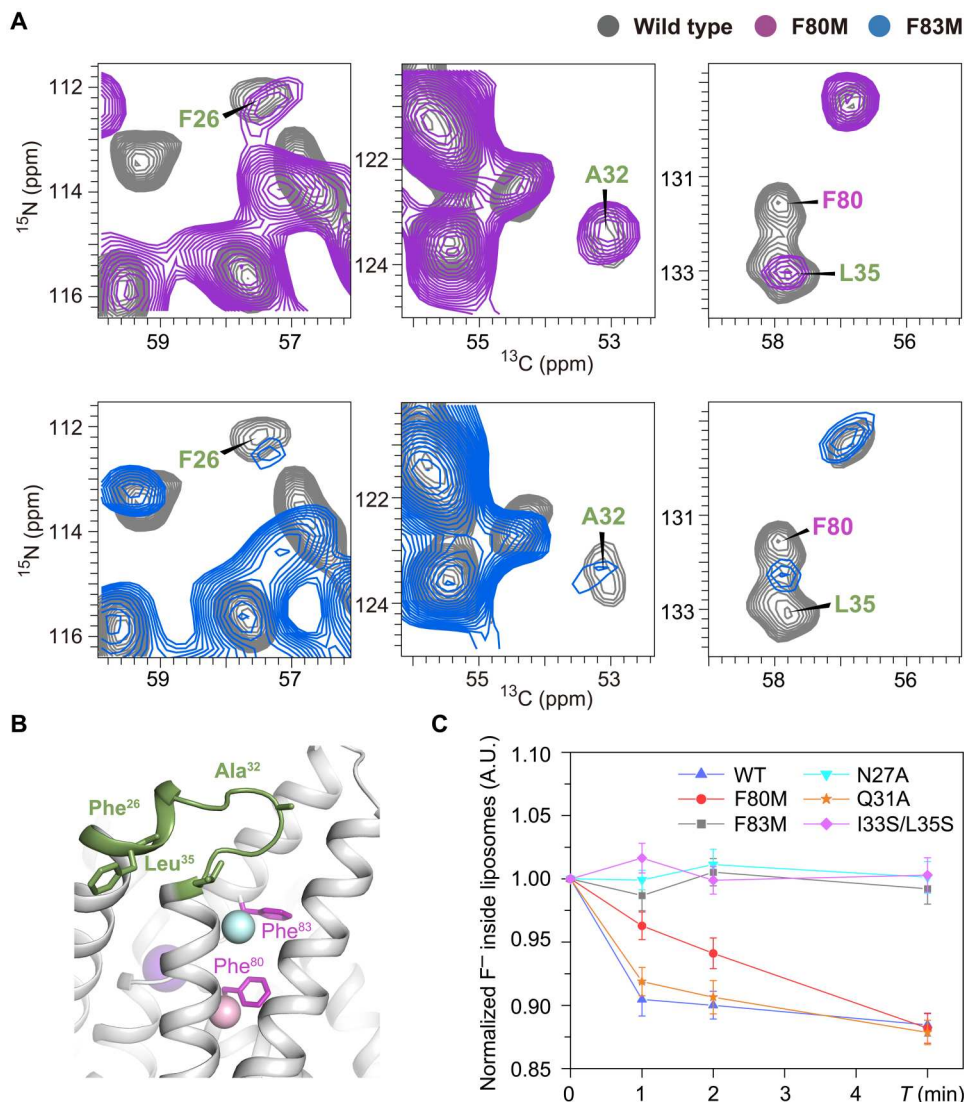 A
Wild type F80M F83M
112
114
116
15N (ppm)
F26
59 57
122
124
A32
55 53
13C (ppm)
131
133
F80
L35
58 56
112
114
116
15N (ppm)
F26
59 57
122
124
A32
55 53
13C (ppm)
131
133
F80
L35
58 56
B
Ala32
Phe26
Leu35
Phe83
Phe80
C
Normalized F− inside liposomes (A.U.)
1.10
1.05
1.00
0.95
0.90
0.85
WT N27A
F80M Q31A
F83M I33S/L35S
0 1 2 3 4 T (min)